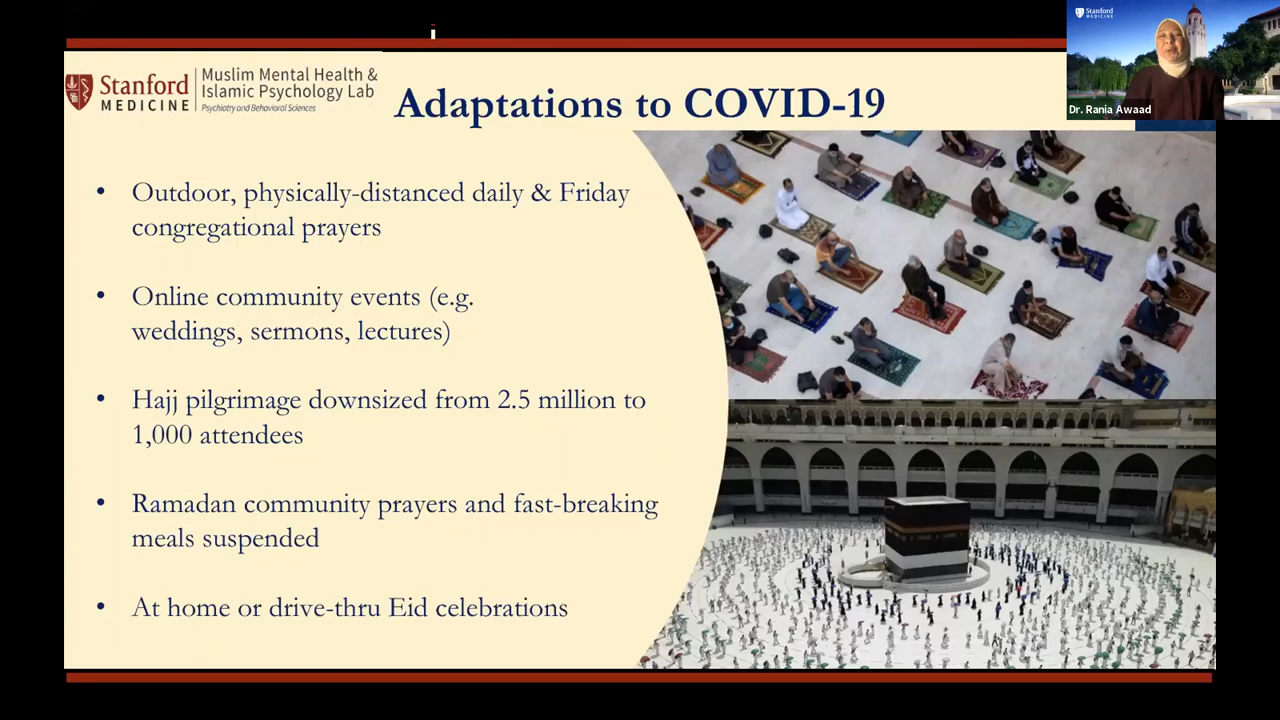 Stanford
MEDICINE
Muslim Mental Health &
Islamic Psychology Lab
Psychiatry and Behavioral Sciences
Adaptations to COVID-19
Stanford
MEDICINE
Dr. Rania Awaad
• Outdoor, physically-distanced daily & Friday
congregational prayers
• Online community events (e.g.
weddings, sermons, lectures)
• Hajj pilgrimage downsized from 2.5 million to
1,000 attendees
• Ramadan community prayers and fast-breaking
meals suspended
• At home or drive-thru Eid celebrations